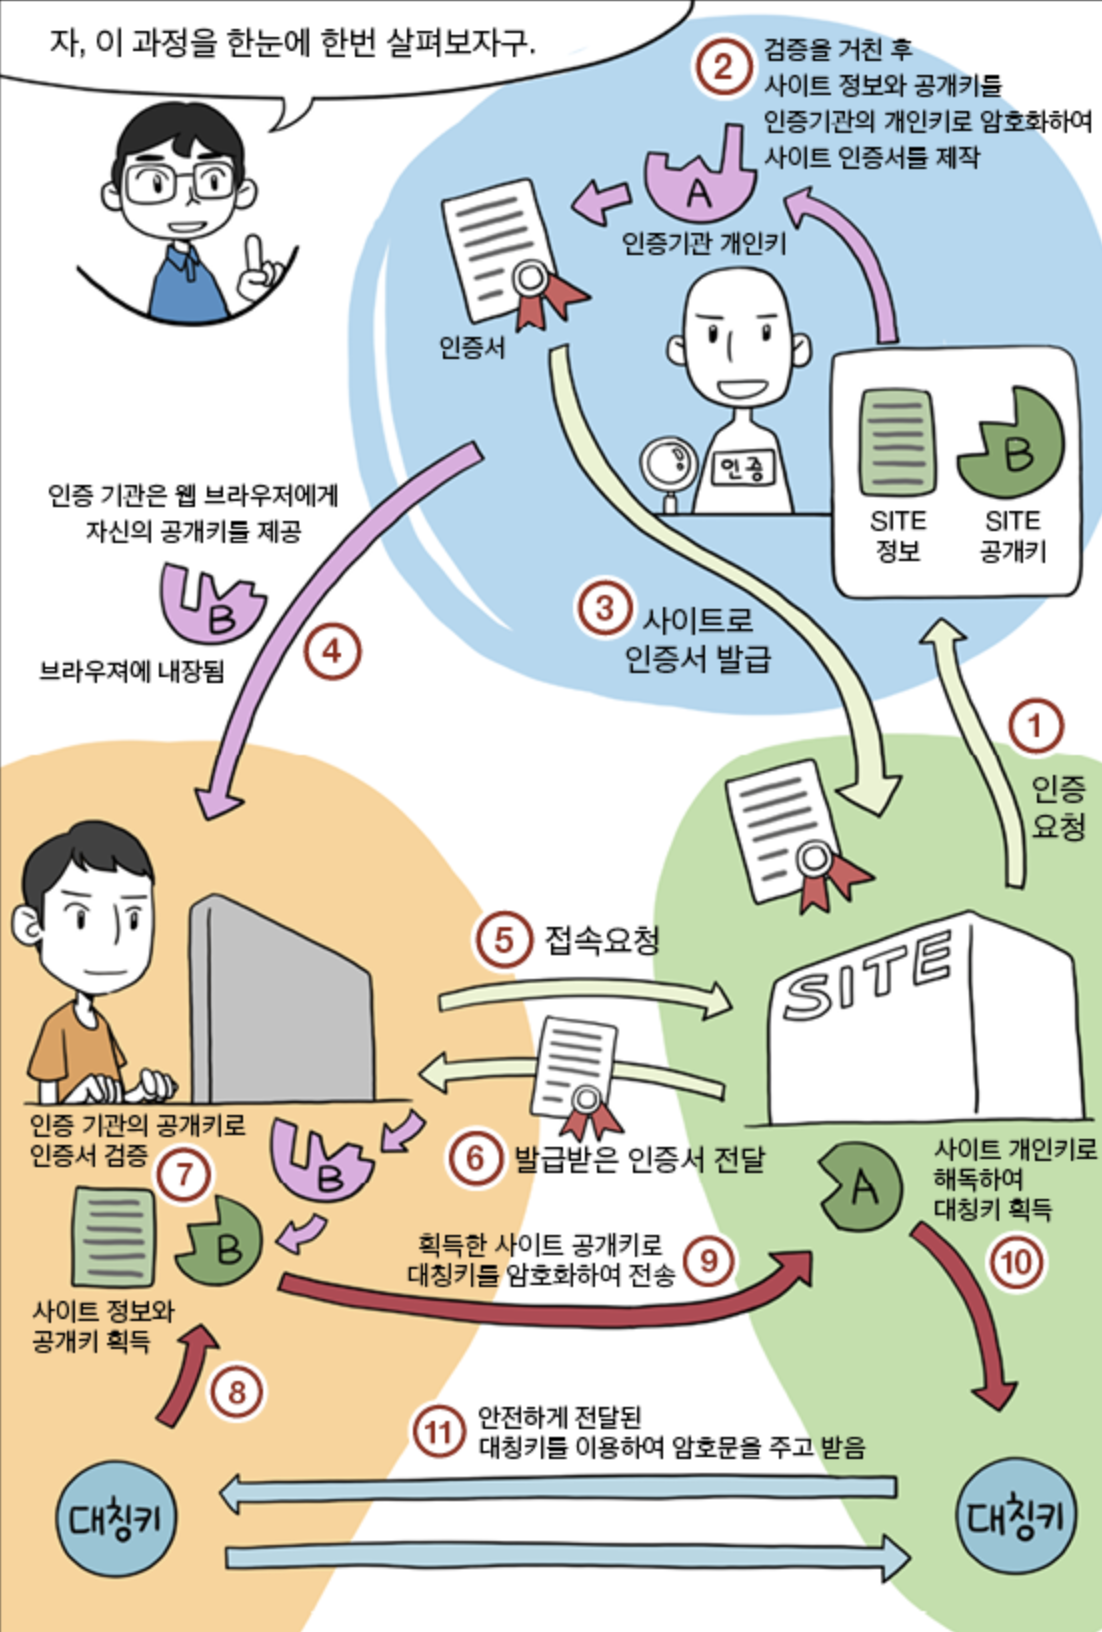 자, 이 과정을 한눈에 한번 살펴보자구.
②
검증을 거친 후
사이트 정보와 공개키를
인증기관의 개인키로 암호화하여
사이트 인증서를 제작
A
인증기관 개인키
인증서
인증
B
SITE
정보
SITE
공개키
인증 기관은 웹 브라우저에게
자신의 공개키를 제공
B
브라우져에 내장됨
④
③
사이트로
인증서 발급
①
인증
요청
SITE
⑤ 접속요청
⑥ 발급받은 인증서 전달
인증 기관의 공개키로
인증서 검증
⑦
B
B
사이트 정보와
공개키 획득
⑧
획득한 사이트 공개키로
대칭키를 암호화하여 전송
⑨
A
사이트 개인키로
해독하여
대칭키 획득
⑩
⑪
안전하게 전달된
대칭키를 이용하여 암호문을 주고 받음
대칭키
대칭키